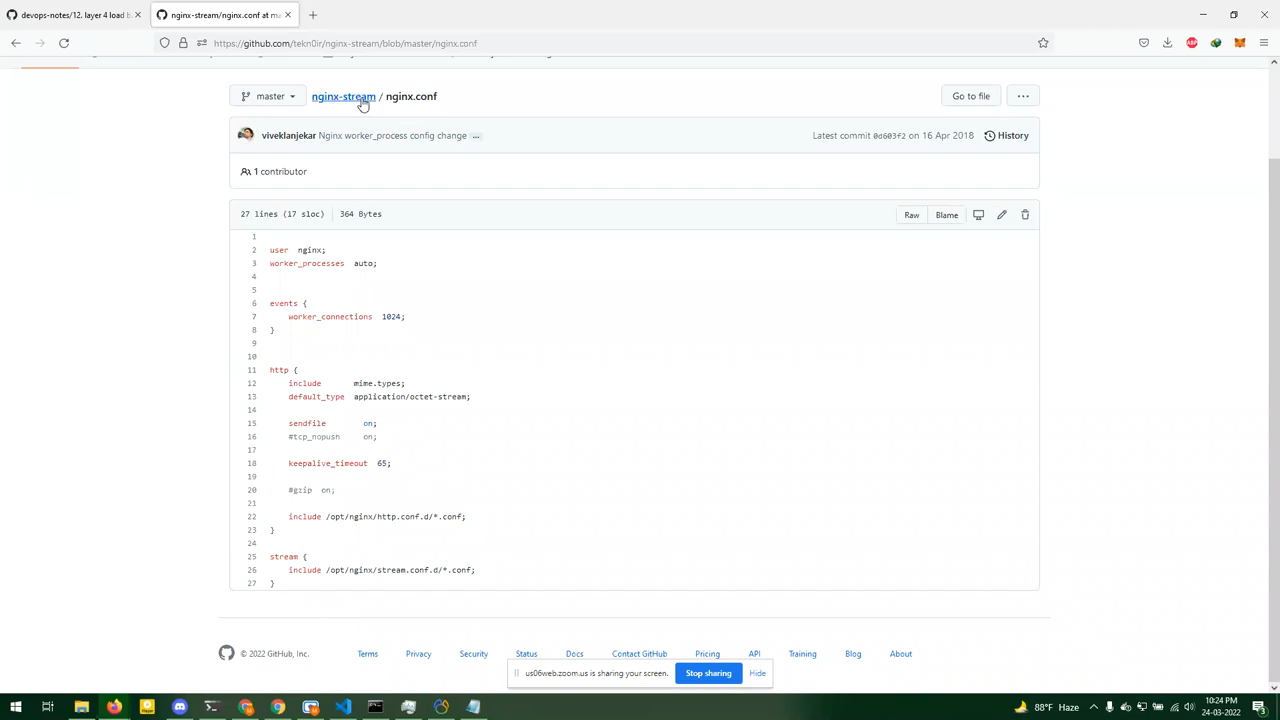 devops-notes/12. layer 4 load b
nginx-stream/nginx.conf at m
https://github.com/tekn0ir/nginx-stream/blob/master/nginx.conf
master
nginx-stream / nginx.conf
Go to file
viveklanjekar Nginx worker_process config change
Latest commit 0d603f2 on 16 Apr 2018
History
1 contributor
27 lines (17 sloc)
364 Bytes
Raw
Blame
1
2 user nginx;
3 worker_processes auto;
4
5
6 events {
7 worker_connections 1024;
8 }
9
10
11 http {
12 include mime.types;
13 default_type application/octet-stream;
14
15 sendfile on;
16 #tcp_nopush on;
17
18 keepalive_timeout 65;
19
20 #gzip on;
21
22 include /opt/nginx/http.conf.d/*.conf;
23 }
24
25 stream {
26 include /opt/nginx/stream.conf.d/*.conf;
27 }
© 2022 GitHub, Inc.
Terms
Privacy
Security
Status
Docs
Contact GitHub
Pricing
API
Training
Blog
About
us06web.zoom.us is sharing your screen.
Stop sharing
Hide
88°F Haze
10:24 PM
24-03-2022
3